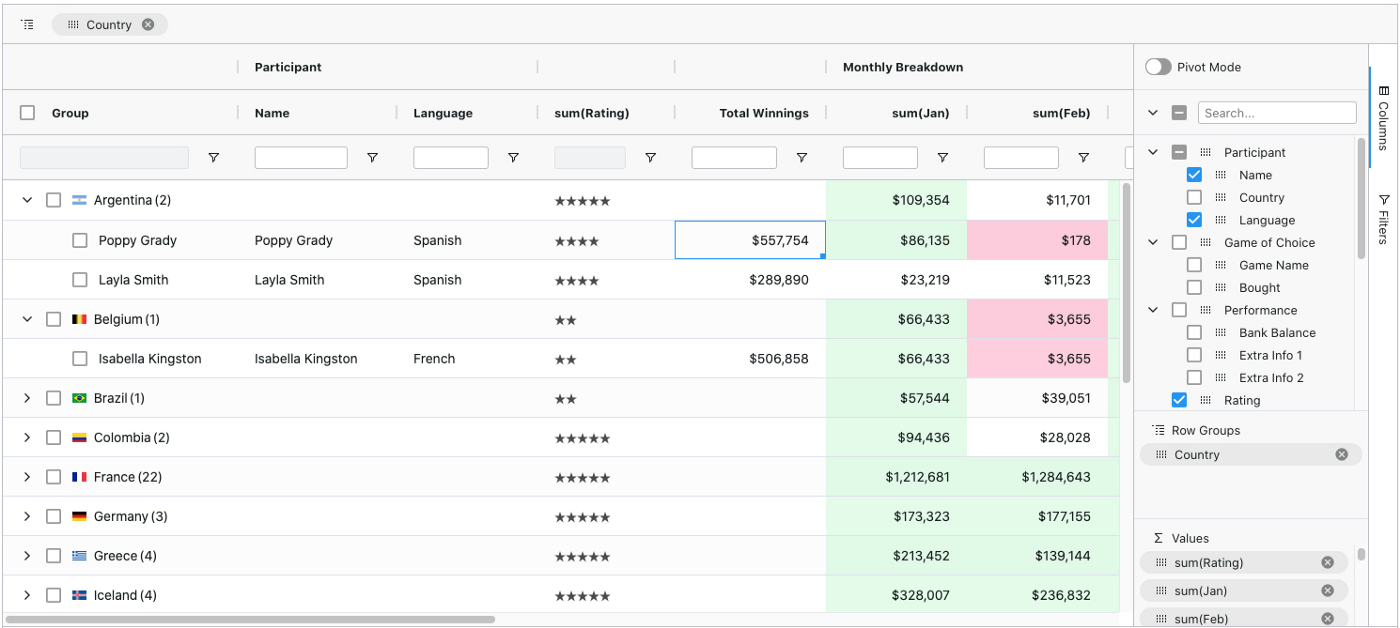 Country
Participant Monthly Breakdown
Group Name Language sum(Rating) Total Winnings sum(Jan) sum(Feb)
Argentina (2) ★★★★★ $109,354 $11,701
Poppy Grady Poppy Grady Spanish ★★★★ $557,754 $86,135 $178
Layla Smith Layla Smith Spanish ★★★★ $289,890 $23,219 $11,523
Belgium (1) ★★ $66,433 $3,655
Isabella Kingston Isabella Kingston French ★★ $506,858 $66,433 $3,655
Brazil (1) ★★ $57,544 $39,051
Colombia (2) ★★★★★ $94,436 $28,028
France (22) ★★★★★ $1,212,681 $1,284,643
Germany (3) ★★★★★ $173,323 $177,155
Greece (4) ★★★★★ $213,452 $139,144
Iceland (4) ★★★★★ $328,007 $236,832
Pivot Mode
Search...
Participant
Name
Country
Language
Game of Choice
Game Name
Bought
Performance
Bank Balance
Extra Info 1
Extra Info 2
Rating
Row Groups
Country
Σ Values
sum(Rating)
sum(Jan)
sum(Feb)
Columns
Filters